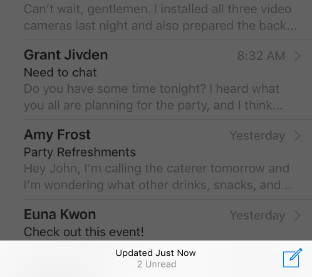 Can't wait, gentlemen. I installed all three video
cameras last night and also prepared the back...
Grant Jivden 8:32 AM
Need to chat
Do you have some time tonight? I heard what
you all are planning for the party, and I think...
Amy Frost Yesterday
Party Refreshments
Hey John, I'm calling the caterer tomorrow and
I'm wondering what other drinks, snacks, and...
Euna Kwon Yesterday
Check out this event!
Updated Just Now
2 Unread